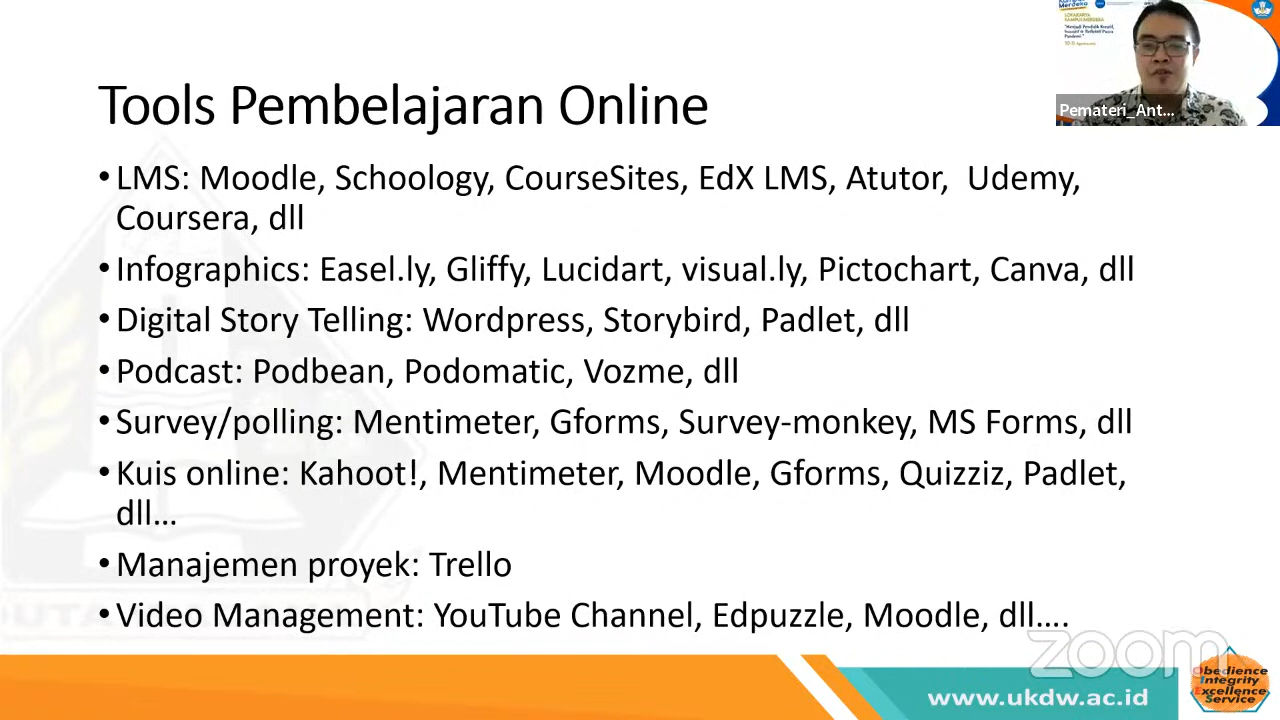 Tools Pembelajaran Online
• LMS: Moodle, Schoology, CourseSites, EdX LMS, Atutor, Udemy,
Coursera, dll
• Infographics: Easel.ly, Gliffy, Lucidart, visual.ly, Pictochart, Canva, dll
• Digital Story Telling: Wordpress, Storybird, Padlet, dll
• Podcast: Podbean, Podomatic, Vozme, dll
• Survey/polling: Mentimeter, Gforms, Survey-monkey, MS Forms, dll
• Kuis online: Kahoot!, Mentimeter, Moodle, Gforms, Quizziz, Padlet,
dll...
• Manajemen proyek: Trello
• Video Management: YouTube Channel, Edpuzzle, Moodle, dll....
Merdeka
LOKAKARYA
Pemateri_Ant...
zoom
www.ukdw.ac.id
Obedience
Integrity
Excellence
Service